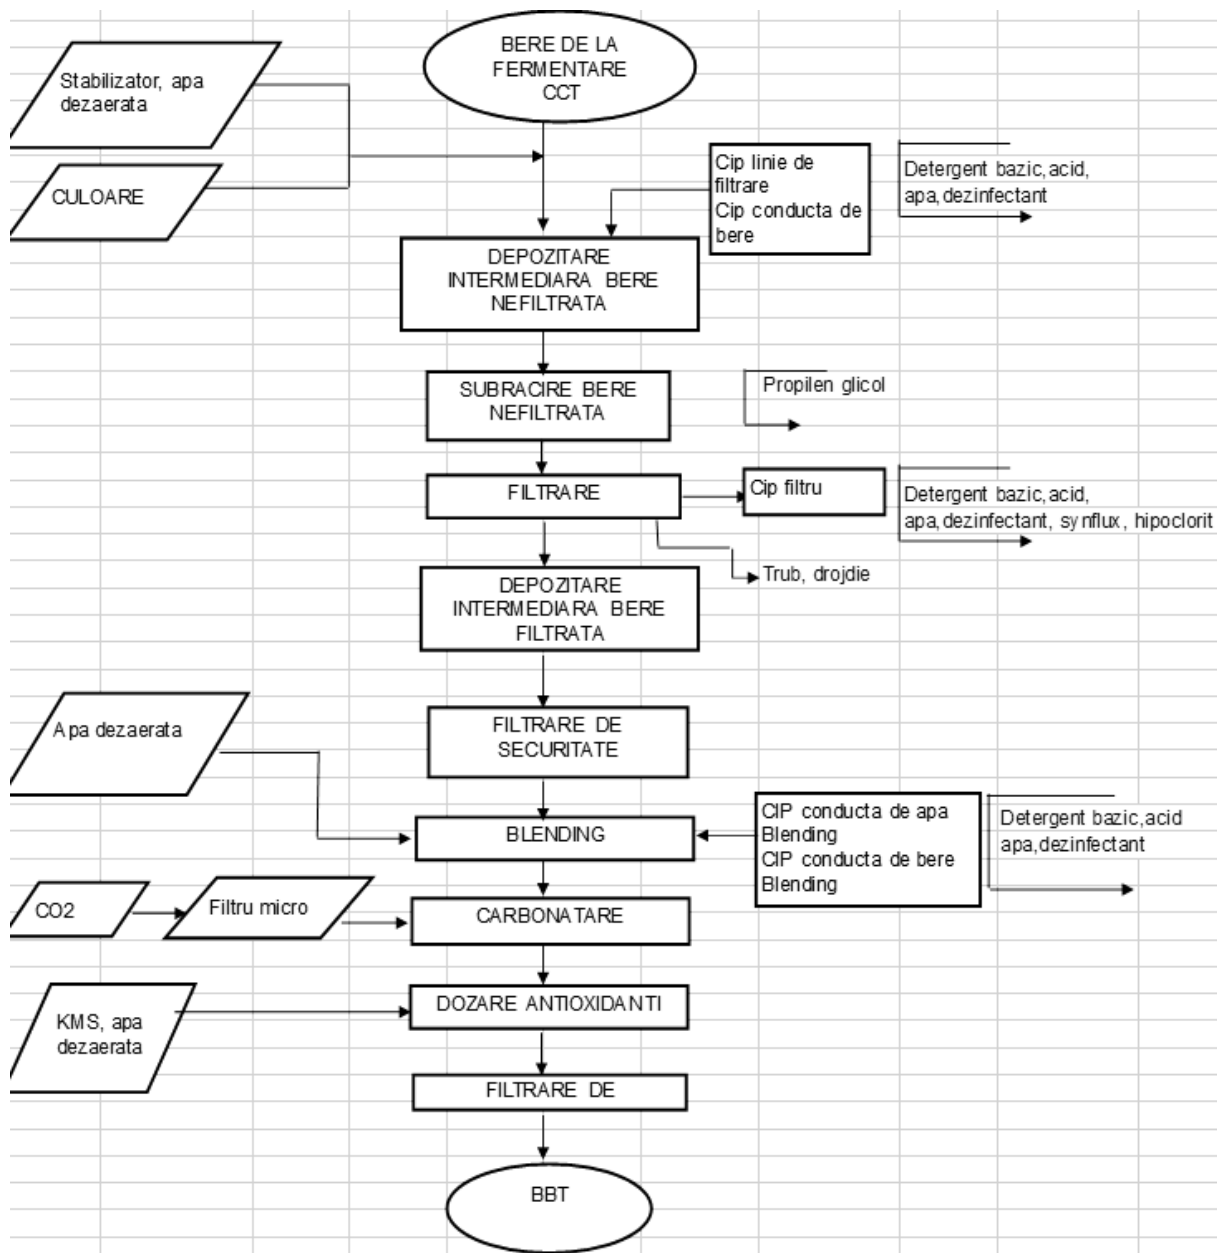 BERE DE LA
FERMENTARE
CCT
Stabilizator, apa
dezaerata
CULOARE
Cip linie de
filtrare
Cip conducta de
bere
Detergent bazic,acid,
apa,dezinfectant
DEPOZITARE
INTERMEDIARA BERE
NEFILTRATA
SUBRACIRE BERE
NEFILTRATA
Propilen glicol
FILTRARE
Cip filtru
Detergent bazic,acid,
apa,dezinfectant, synflux, hipoclorit
Trub, drojdie
DEPOZITARE
INTERMEDIARA BERE
FILTRATA
Apa dezaerata
FILTRARE DE
SECURITATE
BLENDING
CIP conducta de apa
Blending
CIP conducta de bere
Blending
Detergent bazic,acid
apa,dezinfectant
CO2
Filtru micro
CARBONATARE
KMS, apa
dezaerata
DOZARE ANTIOXIDANTI
FILTRARE DE
BBT